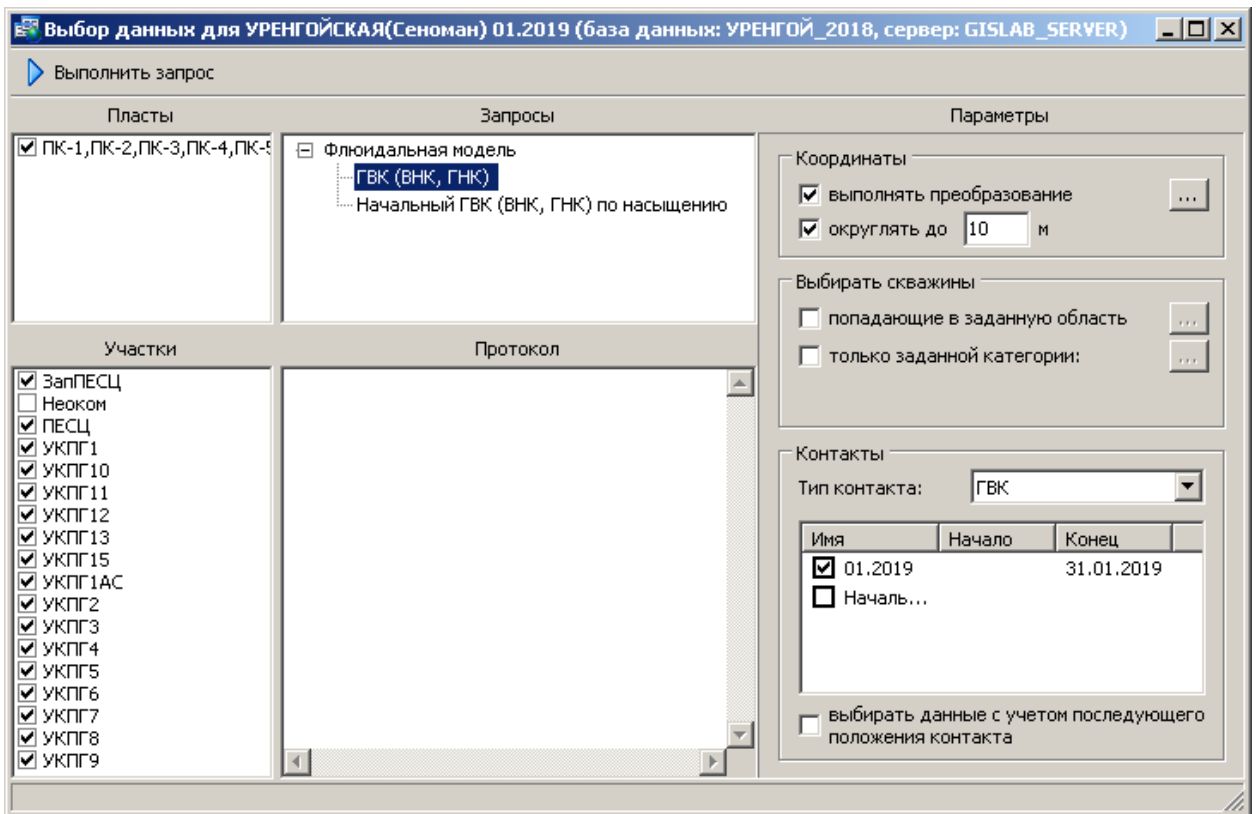 Выбор данных для УРЕНГОЙСКАЯ(Сеноман) 01.2019 (база данных: УРЕНГОЙ_2018, сервер: GISLAB_SERVER)
Выполнить запрос
Пласты
ПК-1,ПК-2,ПК-3,ПК-4,ПК-5
Запросы
Флюидальная модель
ГВК (ВНК, ГНК)
Начальный ГВК (ВНК, ГНК) по насыщению
Участки
ЗапПЕСЦ
Неоком
ПЕСЦ
УКПГ1
УКПГ10
УКПГ11
УКПГ12
УКПГ13
УКПГ15
УКПГ1АС
УКПГ2
УКПГ3
УКПГ4
УКПГ5
УКПГ6
УКПГ7
УКПГ8
УКПГ9
Протокол
Параметры
Координаты
выполнять преобразование ...
округлять до 10 м
Выбирать скважины
попадающие в заданную область ...
только заданной категории: ...
Контакты
Тип контакта: ГВК
Имя Начало Конец
01.2019 31.01.2019
Началь...
выбирать данные с учетом последующего
положения контакта